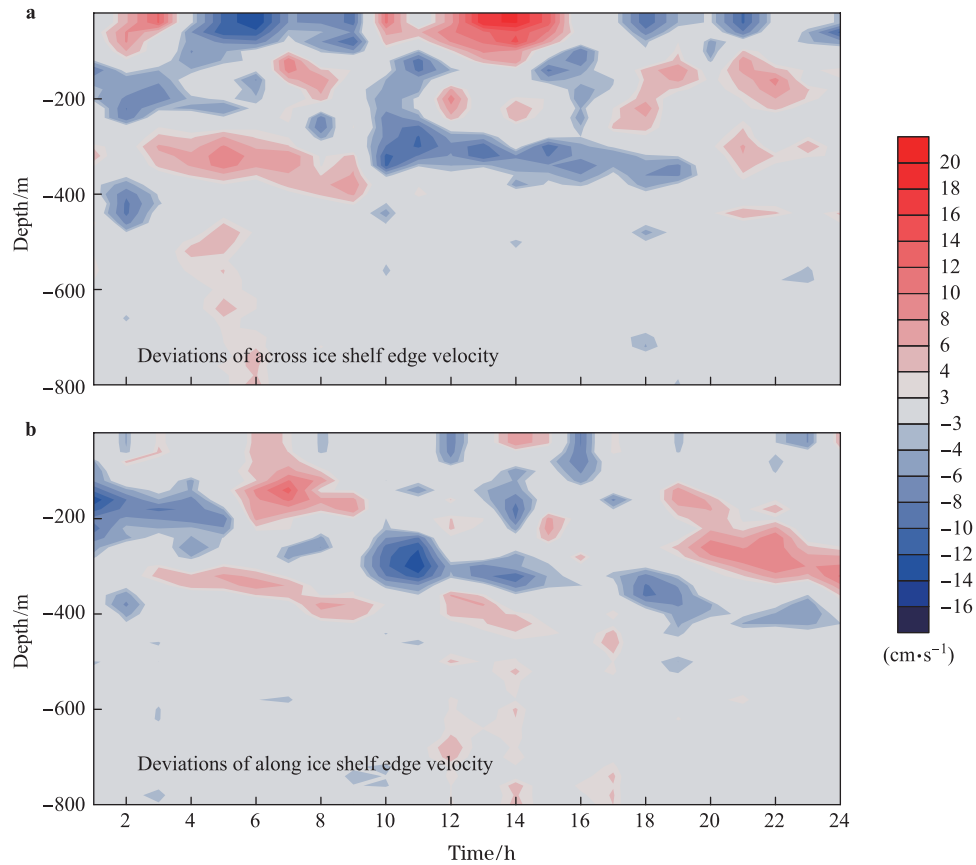 a
-200
-400
-600
-800
Depth/m
Deviations of across ice shelf edge velocity
b
-200
-400
-600
-800
Depth/m
Deviations of along ice shelf edge velocity
2 4 6 8 10 12 14 16 18 20 22 24
Time/h
20
18
16
14
12
10
8
6
4
3
-3
-4
-6
-8
-10
-12
-14
-16
(cm·s⁻¹)